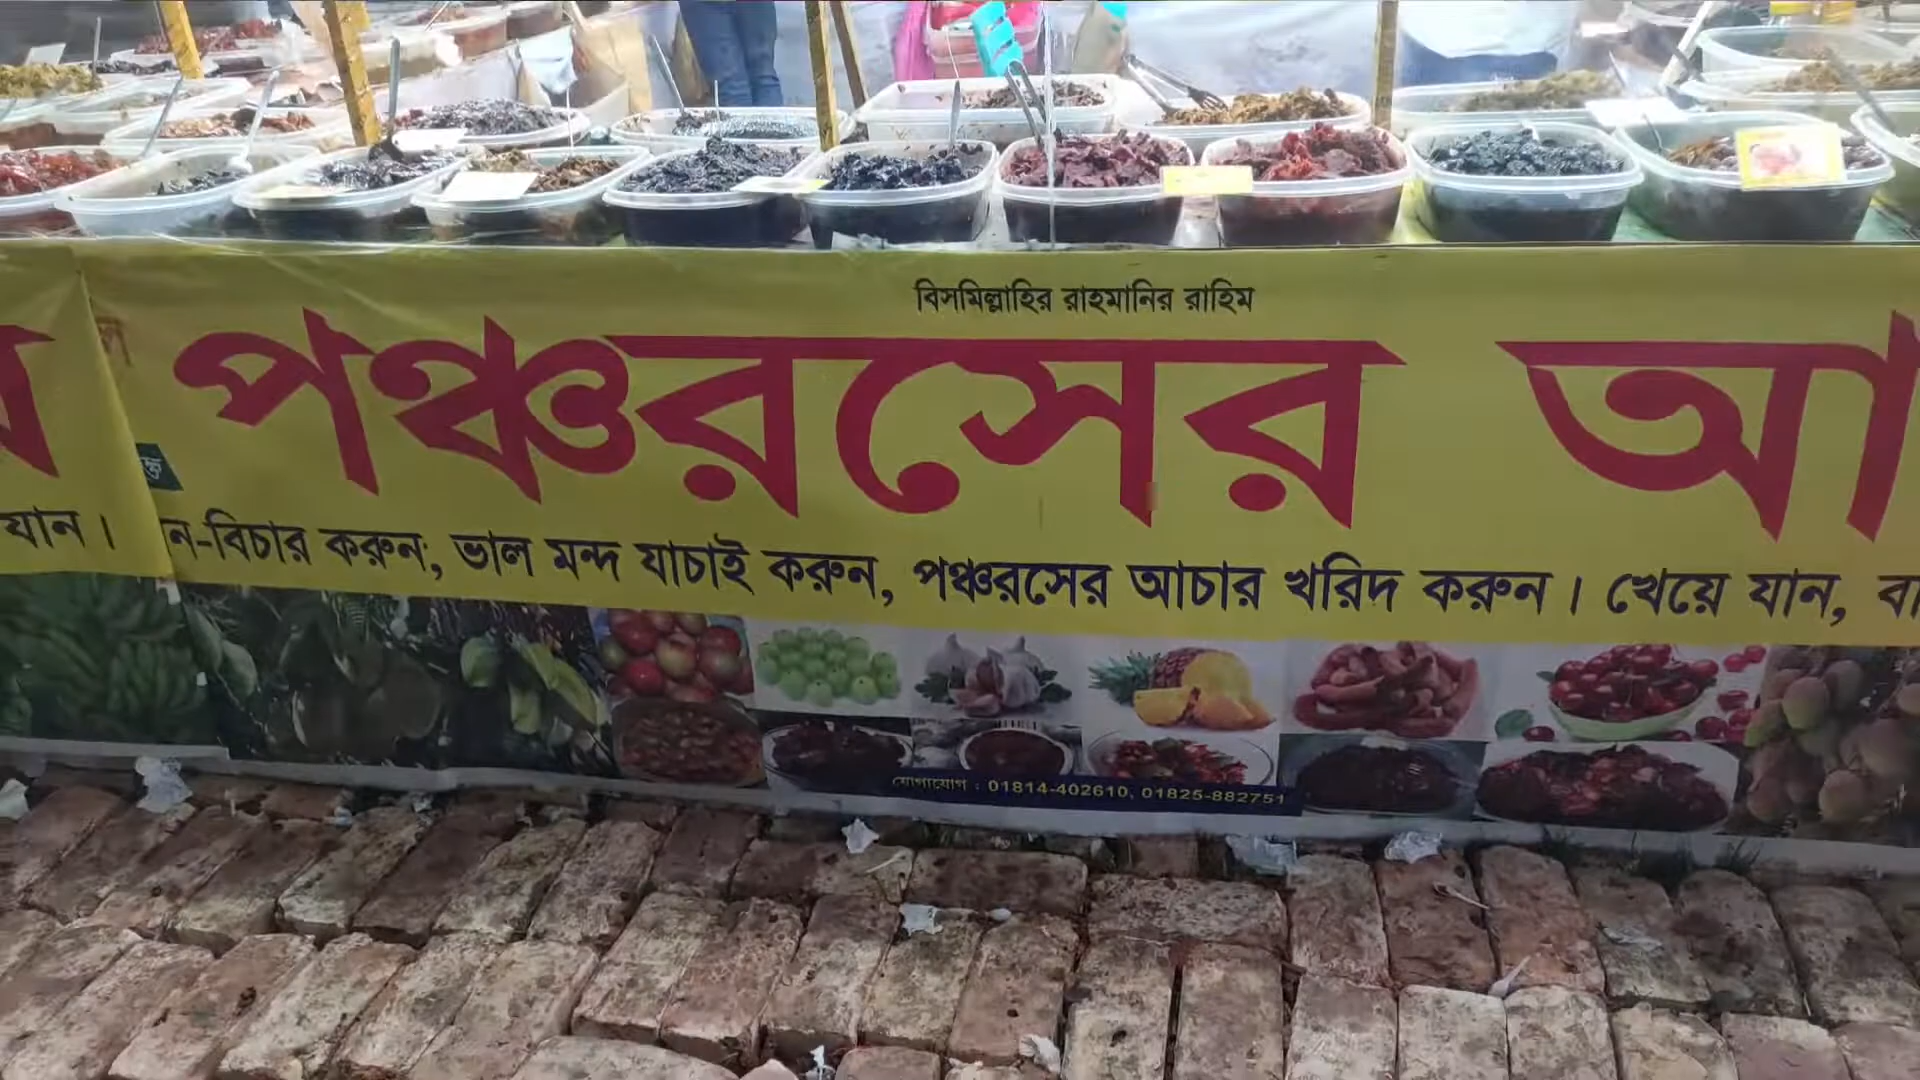 বিসমিল্লাহির রাহমানির রাহিম
পঞ্চরসের আ
যান। ন-বিচার করুন, ভাল মন্দ যাচাই করুন, পঞ্চরসের আচার খরিদ করুন। খেয়ে যান, বা
যোগাযোগ : 01814-402610, 01825-882751